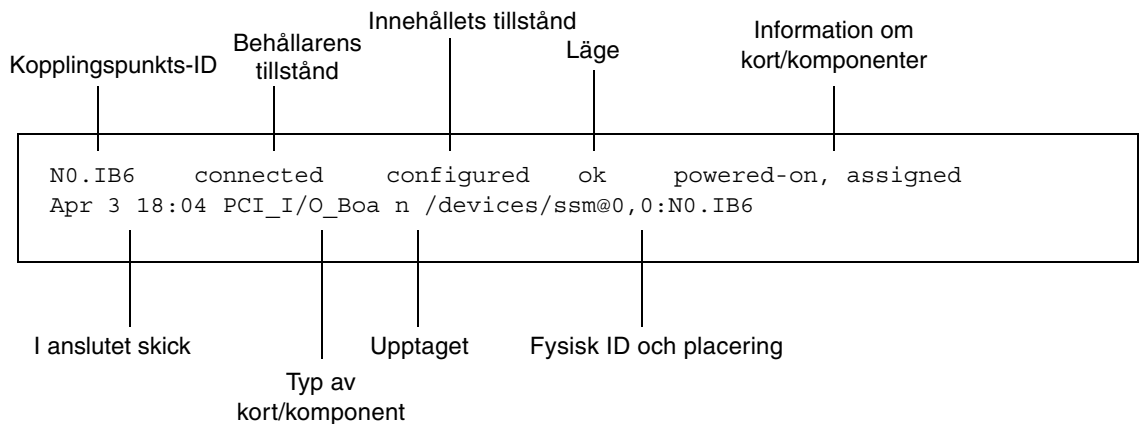 Innehållets tillstånd
Behållarens
tillstånd
Läge
Information om
kort/komponenter
Kopplingspunkts-ID
N0.IB6 connected configured ok powered-on, assigned
Apr 3 18:04 PCI_I/O_Boa n /devices/ssm@0,0:N0.IB6
I anslutet skick
Upptaget
Fysisk ID och placering
Typ av
kort/komponent